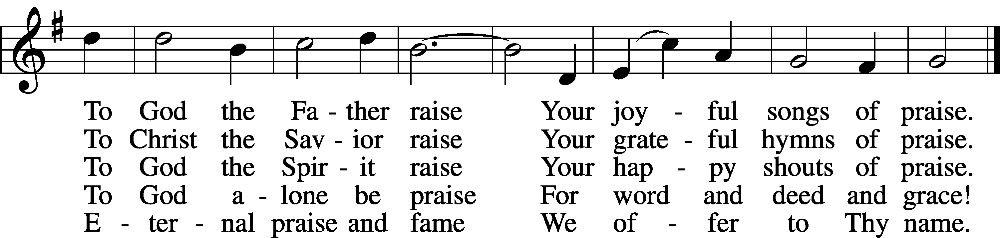 To God the Fa - ther raise Your joy - ful songs of praise.
To Christ the Sav - ior raise Your grate - ful hymns of praise.
To God the Spir - it raise Your hap - py shouts of praise.
To God a - lone be praise For word and deed and grace!
E - ter - nal praise and fame We of - fer to Thy name.